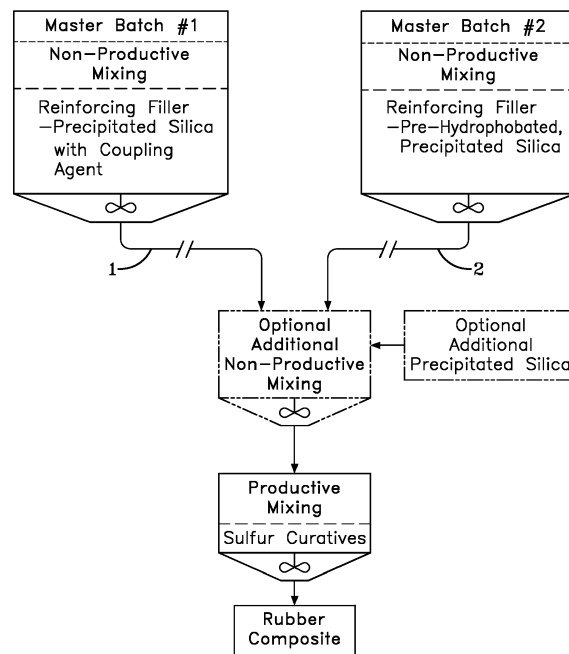 Master Batch #1
Non-Productive
Mixing
Reinforcing Filler
—Precipitated Silica
with Coupling
Agent
Master Batch #2
Non-Productive
Mixing
Reinforcing Filler
—Pre-Hydrophobated,
Precipitated Silica
1
2
Optional
Additional
Non-Productive
Mixing
Optional
Additional
Precipitated Silica
Productive
Mixing
Sulfur Curatives
Rubber
Composite